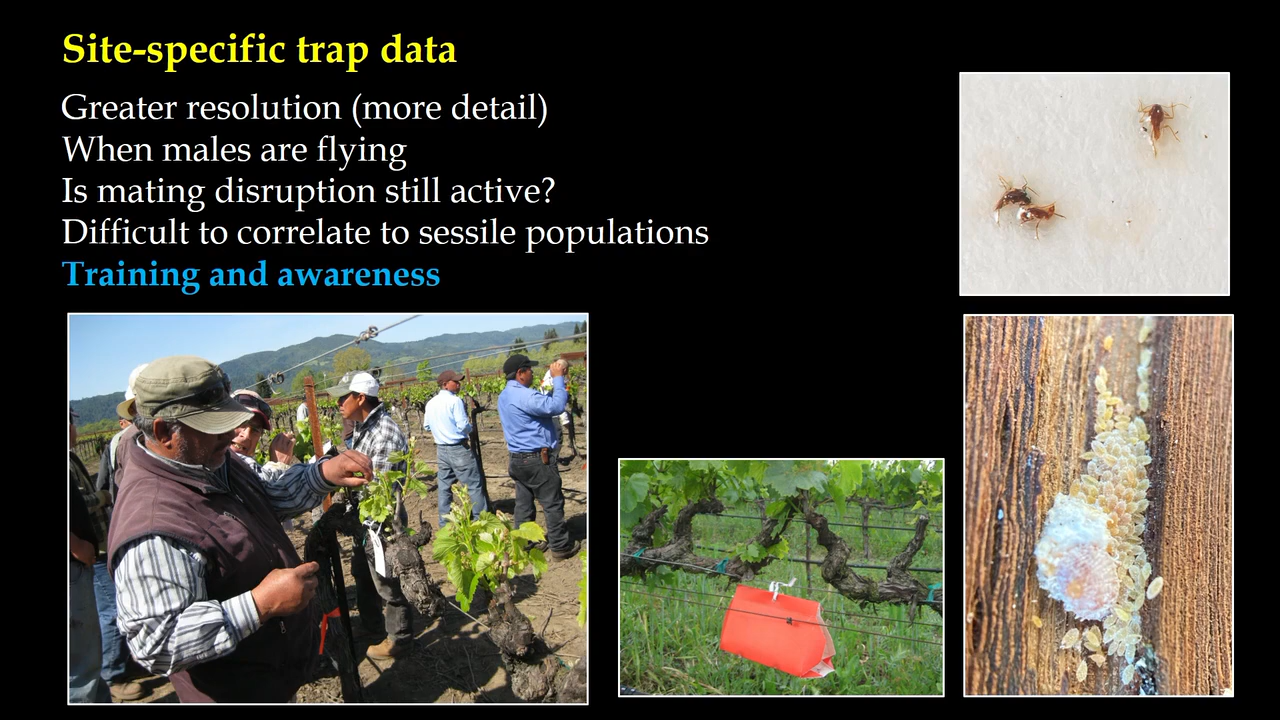 Site-specific trap data
Greater resolution (more detail)
When males are flying
Is mating disruption still active?
Difficult to correlate to sessile populations
Training and awareness